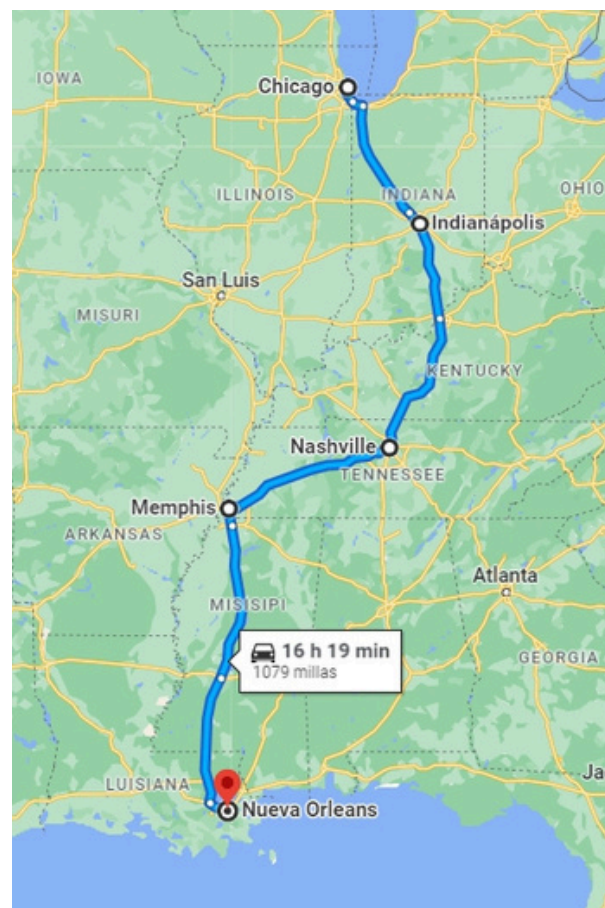 IOWA
Chicago
ILLINOIS
INDIANA
OHIO
Indianápolis
San Luis
MISURI
KENTUCKY
Nashville
TENNESSEE
Memphis
ARKANSAS
Atlanta
MISISIPI
16 h 19 min
1079 millas
GEORGIA
LUISIANA
Ja
Nueva Orleans